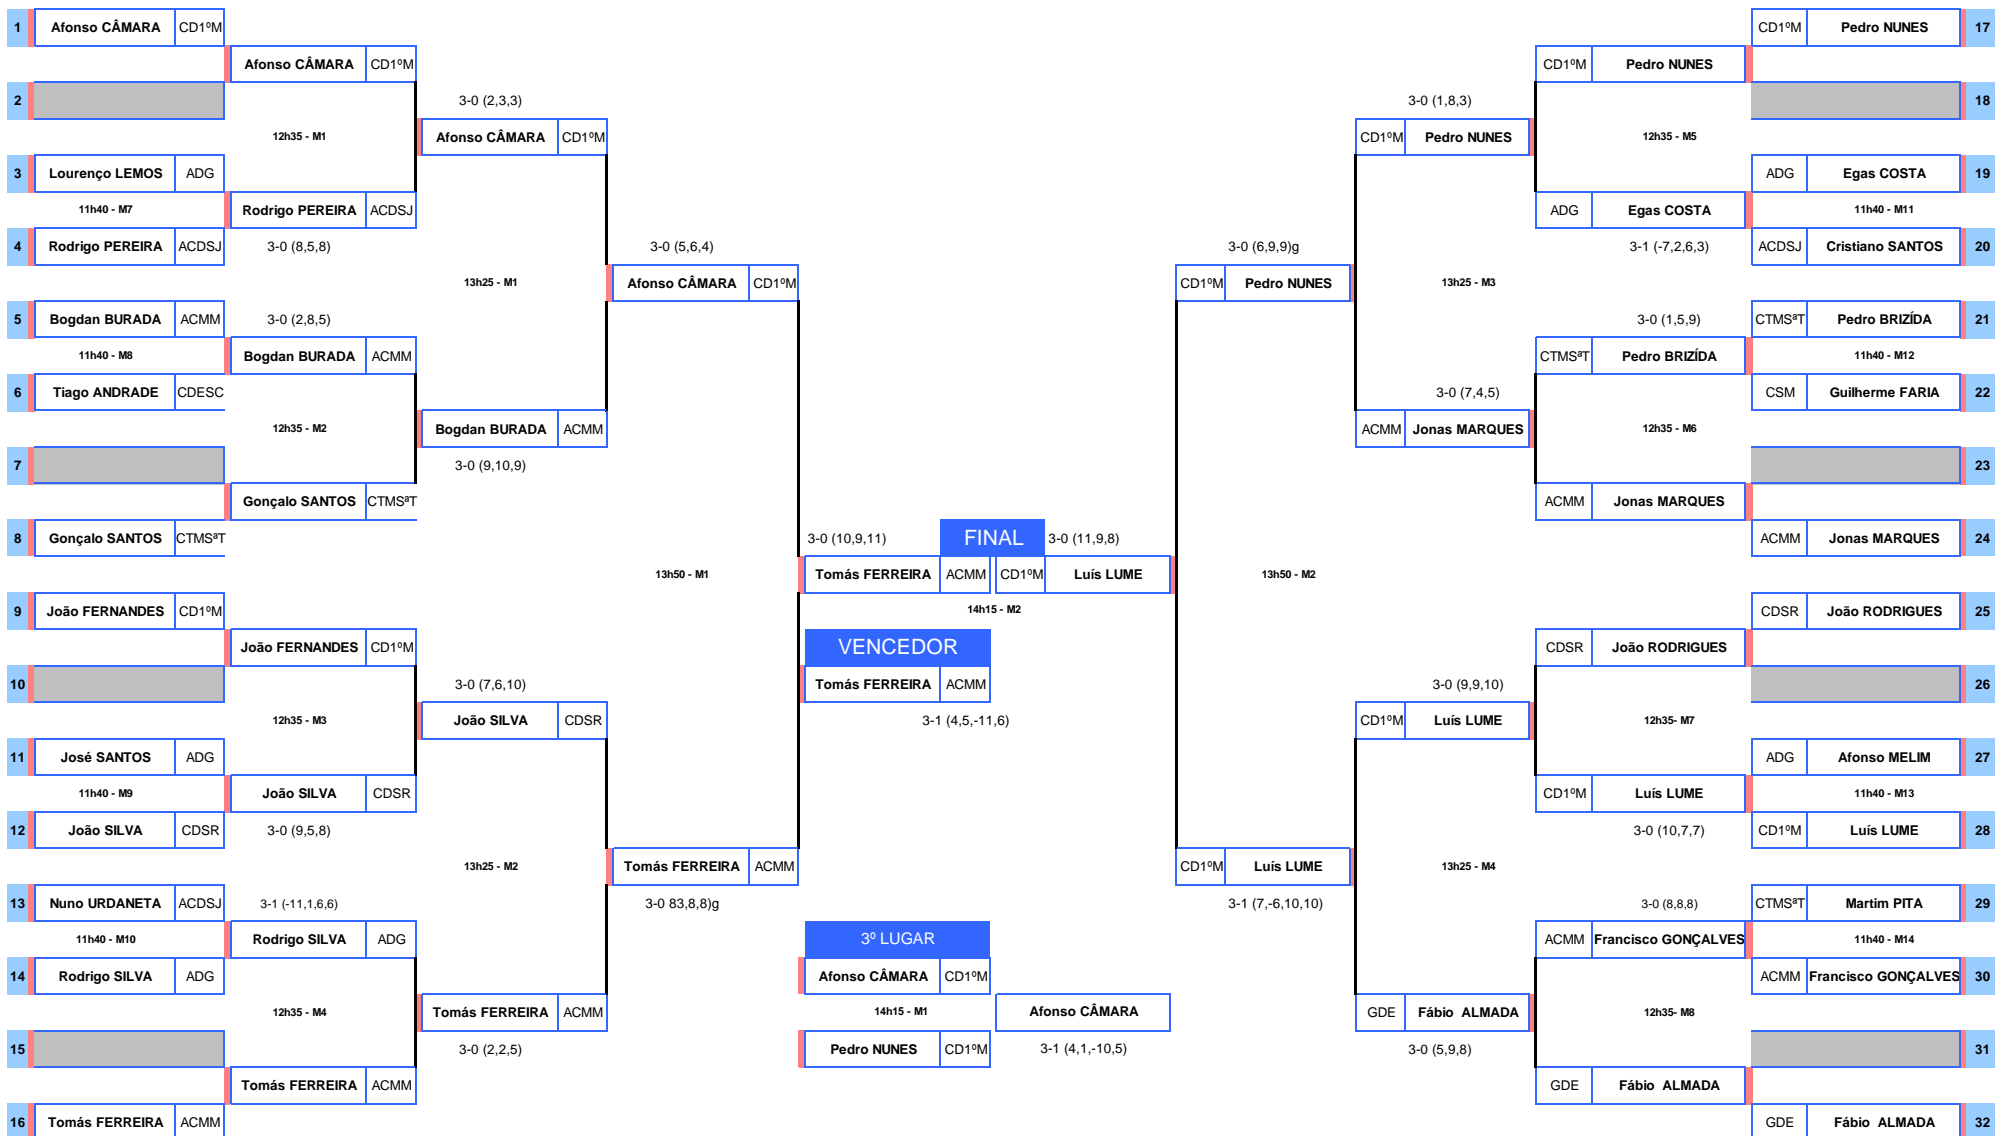 1 Afonso CÂMARA CD1ºM CD1ºM Pedro NUNES 17
Afonso CÂMARA CD1ºM CD1ºM Pedro NUNES
2 3-0 (2,3,3) 3-0 (1,8,3) 18
12h35 - M1 Afonso CÂMARA CD1ºM CD1ºM Pedro NUNES 12h35 - M5
3 Lourenço LEMOS ADG ADG Egas COSTA 19
11h40 - M7 Rodrigo PEREIRA ACDSJ ADG Egas COSTA 11h40 - M11
4 Rodrigo PEREIRA ACDSJ 3-0 (8,5,8) 3-0 (5,6,4) 3-0 (6,9,9)g 3-1 (-7,2,6,3) ACDSJ Cristiano SANTOS 20
13h25 - M1 Afonso CÂMARA CD1ºM CD1ºM Pedro NUNES 13h25 - M3
5 Bogdan BURADA ACMM 3-0 (2,8,5) 3-0 (1,5,9) CTMSªT Pedro BRIZÍDA 21
11h40 - M8 Bogdan BURADA ACMM CTMSªT Pedro BRIZÍDA 11h40 - M12
6 Tiago ANDRADE CDESC 3-0 (7,4,5) CSM Guilherme FARIA 22
12h35 - M2 Bogdan BURADA ACMM ACMM Jonas MARQUES 12h35 - M6
7 3-0 (9,10,9) 23
Gonçalo SANTOS CTMSªT ACMM Jonas MARQUES
8 Gonçalo SANTOS CTMSªT 3-0 (10,9,11) FINAL 3-0 (11,9,8) ACMM Jonas MARQUES 24
13h50 - M1 Tomás FERREIRA ACMM CD1ºM Luís LUME 13h50 - M2
9 João FERNANDES CD1ºM 14h15 - M2 CDSR João RODRIGUES 25
João FERNANDES CD1ºM VENCEDOR CDSR João RODRIGUES
10 3-0 (7,6,10) Tomás FERREIRA ACMM 3-0 (9,9,10) 26
12h35 - M3 João SILVA CDSR 3-1 (4,5,-11,6) CD1ºM Luís LUME 12h35- M7
11 José SANTOS ADG ADG Afonso MELIM 27
11h40 - M9 João SILVA CDSR CD1ºM Luís LUME 11h40 - M13
12 João SILVA CDSR 3-0 (9,5,8) 3-0 (10,7,7) CD1ºM Luís LUME 28
13h25 - M2 Tomás FERREIRA ACMM CD1ºM Luís LUME 13h25 - M4
13 Nuno URDANETA ACDSJ 3-1 (-11,1,6,6) 3-0 83,8,8)g 3-1 (7,-6,10,10) 3-0 (8,8,8) CTMSªT Martim PITA 29
11h40 - M10 Rodrigo SILVA ADG 3º LUGAR ACMM Francisco GONÇALVES 11h40 - M14
14 Rodrigo SILVA ADG Afonso CÂMARA CD1ºM ACMM Francisco GONÇALVES 30
12h35 - M4 Tomás FERREIRA ACMM 14h15 - M1 Afonso CÂMARA GDE Fábio ALMADA 12h35- M8
15 3-0 (2,2,5) Pedro NUNES CD1ºM 3-1 (4,1,-10,5) 3-0 (5,9,8) 31
Tomás FERREIRA ACMM GDE Fábio ALMADA
16 Tomás FERREIRA ACMM GDE Fábio ALMADA 32